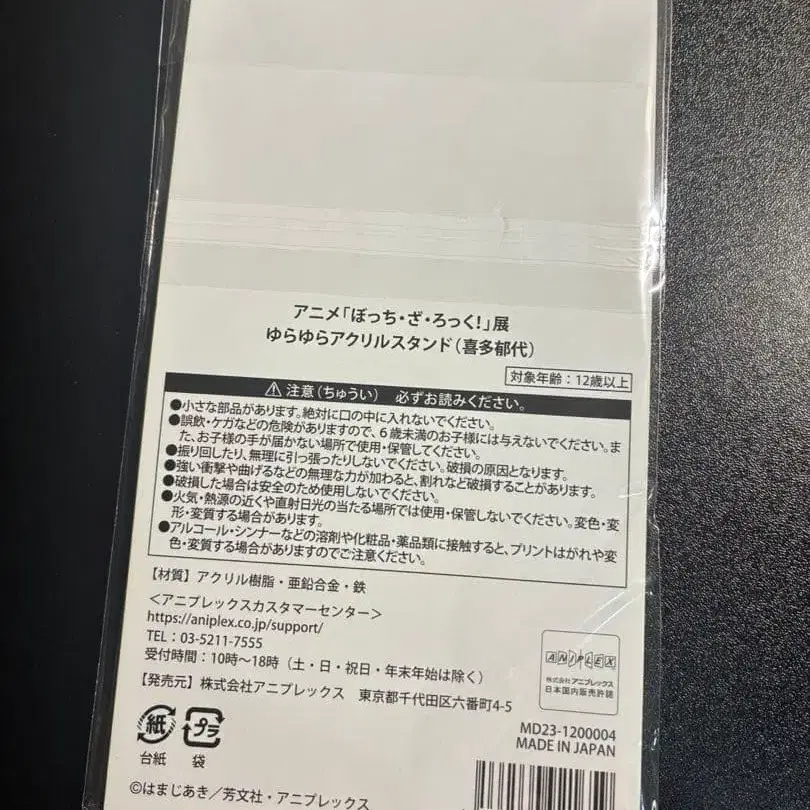 アニメ「ぼっち・ざ・ろっく！」展
ゆらゆらアクリルスタンド（喜多郁代）
対象年齢：12歳以上
⚠ 注意（ちゅうい） 必ずお読みください。
●小さな部品があります。絶対に口の中に入れないでください。
●誤飲・ケガなどの危険がありますので、6歳未満のお子様には与えないでください。ま
た、お子様の手が届かない場所で使用・保管してください。
●振り回したり、無理に引っ張ったりしないでください。破損の原因となります。
●強い衝撃や曲げるなどの無理な力が加わると、割れなど破損することがあります。
●破損した場合は安全のため使用しないでください。
●火気・熱源の近くや直射日光の当たる場所では使用・保管しないでください。変色・変
形・変質する場合があります。
●アルコール・シンナーなどの溶剤や化粧品・薬品類に接触すると、プリントはがれや変
色・変質する場合がありますのでご注意ください。
【材質】アクリル樹脂・亜鉛合金・鉄
＜アニプレックスカスタマーセンター＞
https://aniplex.co.jp/support/
TEL：03-5211-7555
受付時間：10時～18時（土・日・祝日・年末年始は除く）
【発売元】株式会社アニプレックス 東京都千代田区六番町4-5
ANIPLEX
株式会社アニプレックス
日本国内販売許諾
紙 プラ
台紙 袋
MD23-1200004
MADE IN JAPAN
©はまじあき／芳文社・アニプレックス